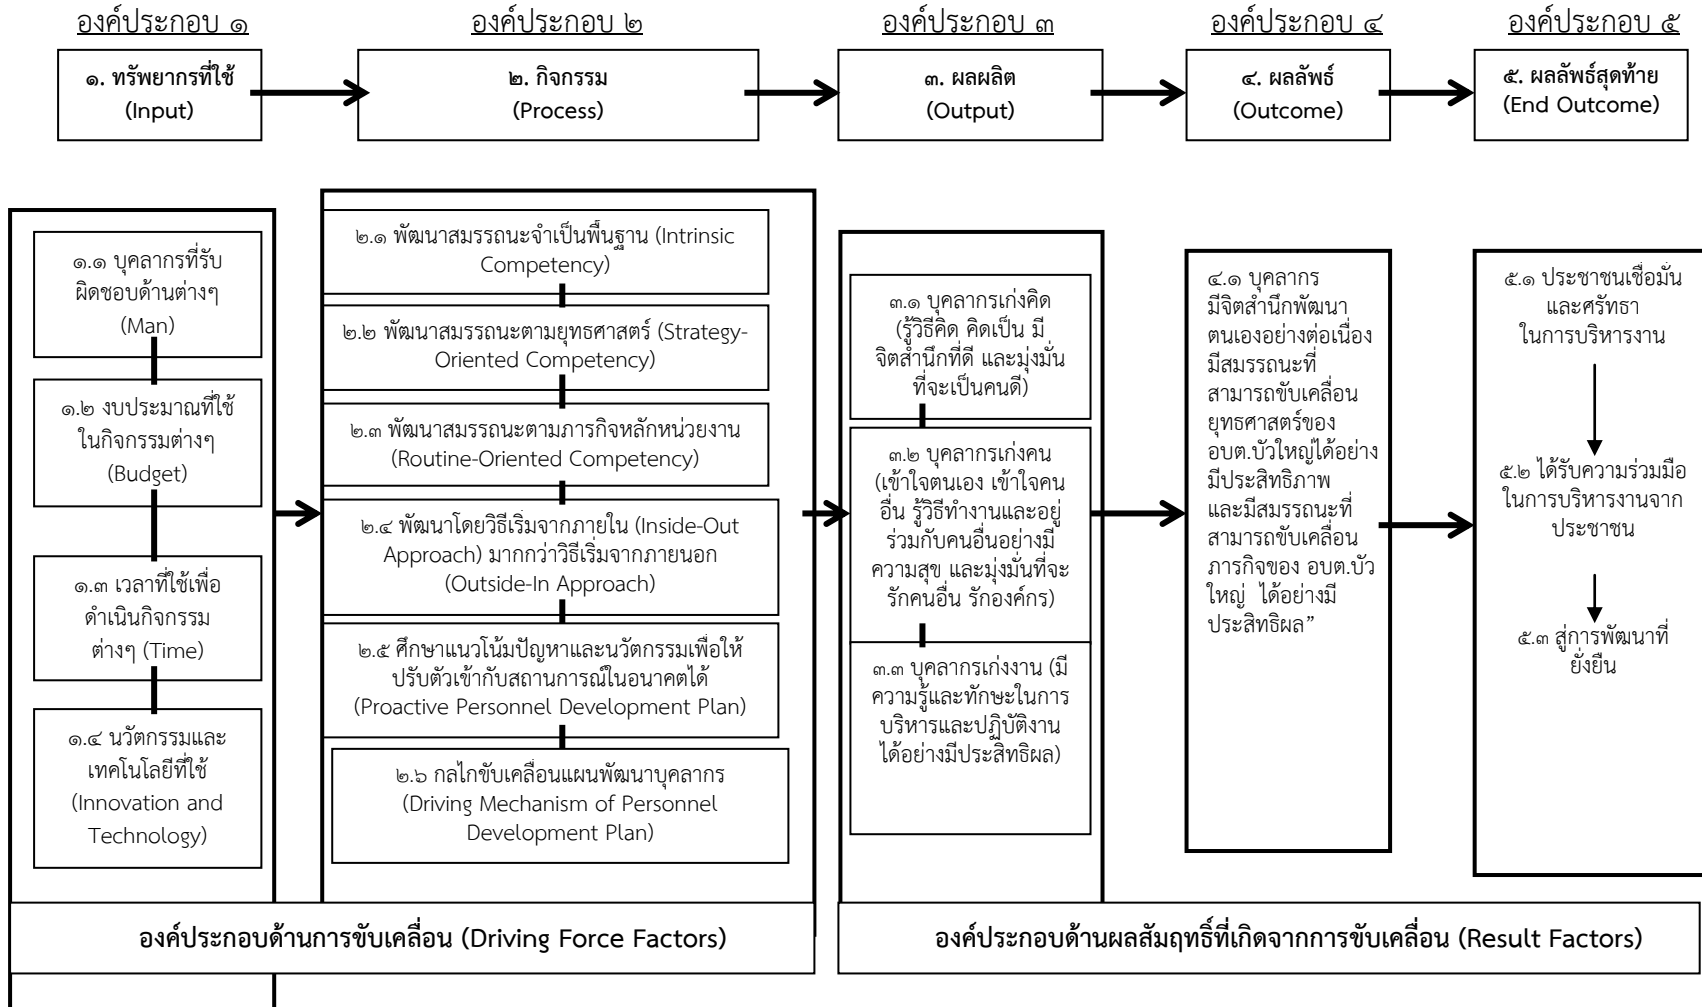 องค์ประกอบ ๑
องค์ประกอบ ๒
องค์ประกอบ ๓
องค์ประกอบ ๔
องค์ประกอบ ๕
๑. ทรัพยากรที่ใช้
(Input)
๒. กิจกรรม
(Process)
๓. ผลผลิต
(Output)
๔. ผลลัพธ์
(Outcome)
๕. ผลลัพธ์สุดท้าย
(End Outcome)
๑.๑ บุคลากรที่รับ
ผิดชอบด้านต่างๆ
(Man)
๑.๒ งบประมาณที่ใช้
ในกิจกรรมต่างๆ
(Budget)
๑.๓ เวลาที่ใช้เพื่อ
ดำเนินกิจกรรม
ต่างๆ (Time)
๑.๔ นวัตกรรมและ
เทคโนโลยีที่ใช้
(Innovation and
Technology)
๒.๑ พัฒนาสมรรถนะจำเป็นพื้นฐาน (Intrinsic
Competency)
๒.๒ พัฒนาสมรรถนะตามยุทธศาสตร์ (Strategy-
Oriented Competency)
๒.๓ พัฒนาสมรรถนะตามภารกิจหลักหน่วยงาน
(Routine-Oriented Competency)
๒.๔ พัฒนาโดยวิธีเริ่มจากภายใน (Inside-Out
Approach) มากกว่าวิธีเริ่มจากภายนอก
(Outside-In Approach)
๒.๕ ศึกษาแนวโน้มปัญหาและนวัตกรรมเพื่อให้
ปรับตัวเข้ากับสถานการณ์ในอนาคตได้
(Proactive Personnel Development Plan)
๒.๖ กลไกขับเคลื่อนแผนพัฒนาบุคลากร
(Driving Mechanism of Personnel
Development Plan)
๓.๑ บุคลากรเก่งคิด
(รู้วิธีคิด คิดเป็น มี
จิตสำนึกที่ดี และมุ่งมั่น
ที่จะเป็นคนดี)
๓.๒ บุคลากรเก่งคน
(เข้าใจตนเอง เข้าใจคน
อื่น รู้วิธีทำงานและอยู่
ร่วมกับคนอื่นอย่างมี
ความสุข และมุ่งมั่นที่จะ
รักคนอื่น รักองค์กร)
๓.๓ บุคลากรเก่งงาน (มี
ความรู้และทักษะในการ
บริหารและปฏิบัติงาน
ได้อย่างมีประสิทธิผล)
๔.๑ บุคลากร
มีจิตสำนึกพัฒนา
ตนเองอย่างต่อเนื่อง
มีสมรรถนะที่
สามารถขับเคลื่อน
ยุทธศาสตร์ของ
อบต.บัวใหญ่ได้อย่าง
มีประสิทธิภาพ
และมีสมรรถนะที่
สามารถขับเคลื่อน
ภารกิจของ อบต.บัว
ใหญ่ ได้อย่างมี
ประสิทธิผล”
๕.๑ ประชาชนเชื่อมั่น
และศรัทธา
ในการบริหารงาน
๕.๒ ได้รับความร่วมมือ
ในการบริหารงานจาก
ประชาชน
๕.๓ สู่การพัฒนาที่
ยั่งยืน
องค์ประกอบด้านการขับเคลื่อน (Driving Force Factors)
องค์ประกอบด้านผลสัมฤทธิ์ที่เกิดจากการขับเคลื่อน (Result Factors)